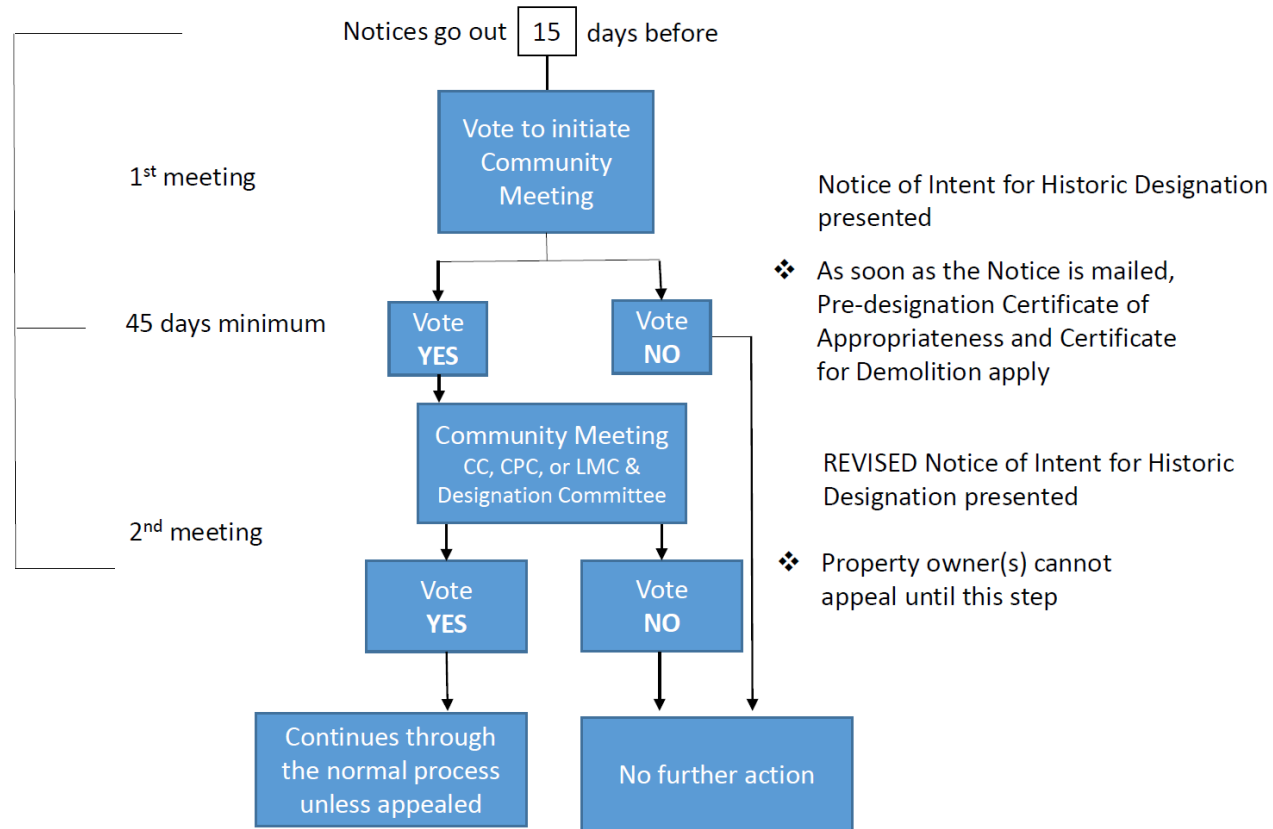 Notices go out 15 days before
Vote to initiate
Community
Meeting
1st meeting
Notice of Intent for Historic Designation
presented
❖ As soon as the Notice is mailed,
Pre-designation Certificate of
Appropriateness and Certificate
for Demolition apply
45 days minimum
Vote
YES
Vote
NO
Community Meeting
CC, CPC, or LMC &
Designation Committee
REVISED Notice of Intent for Historic
Designation presented
2nd meeting
❖ Property owner(s) cannot
appeal until this step
Vote
YES
Vote
NO
Continues through
the normal process
unless appealed
No further action